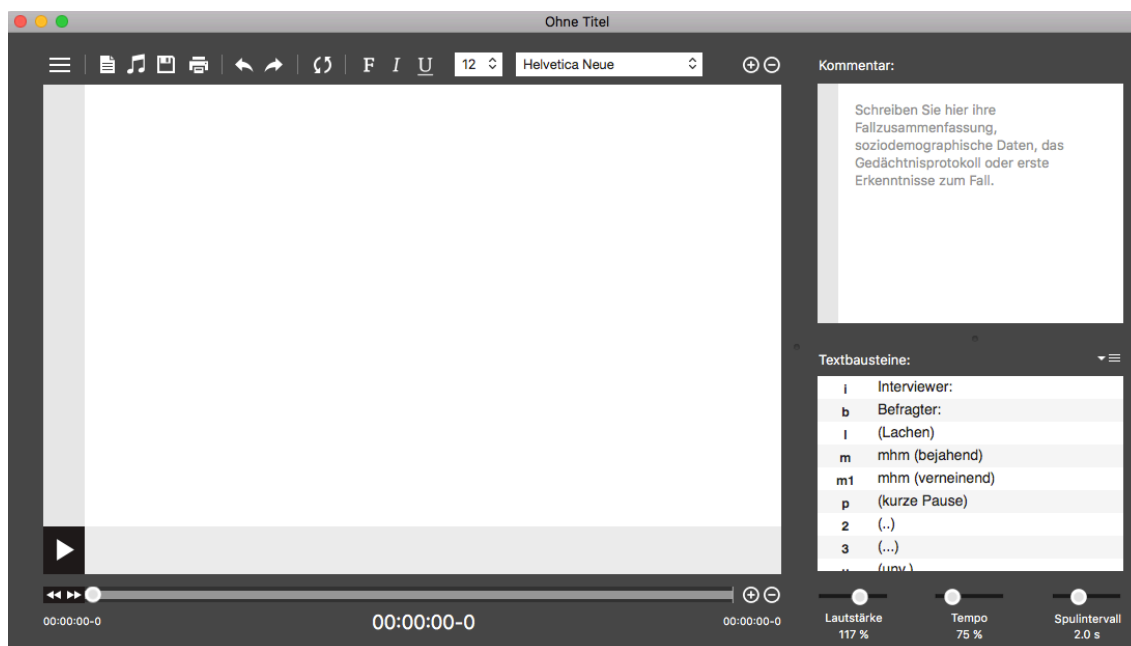 Ohne Titel
F I U 12 Helvetica Neue
Kommentar:
Schreiben Sie hier ihre
Fallzusammenfassung,
soziodemographische Daten, das
Gedächtnisprotokoll oder erste
Erkenntnisse zum Fall.
Textbausteine:
i Interviewer:
b Befragter:
l (Lachen)
m mhm (bejahend)
m1 mhm (verneinend)
p (kurze Pause)
2 (..)
3 (...)
(unv.)
00:00:00-0 00:00:00-0 00:00:00-0
Lautstärke Tempo Spulintervall
117 % 75 % 2.0 s